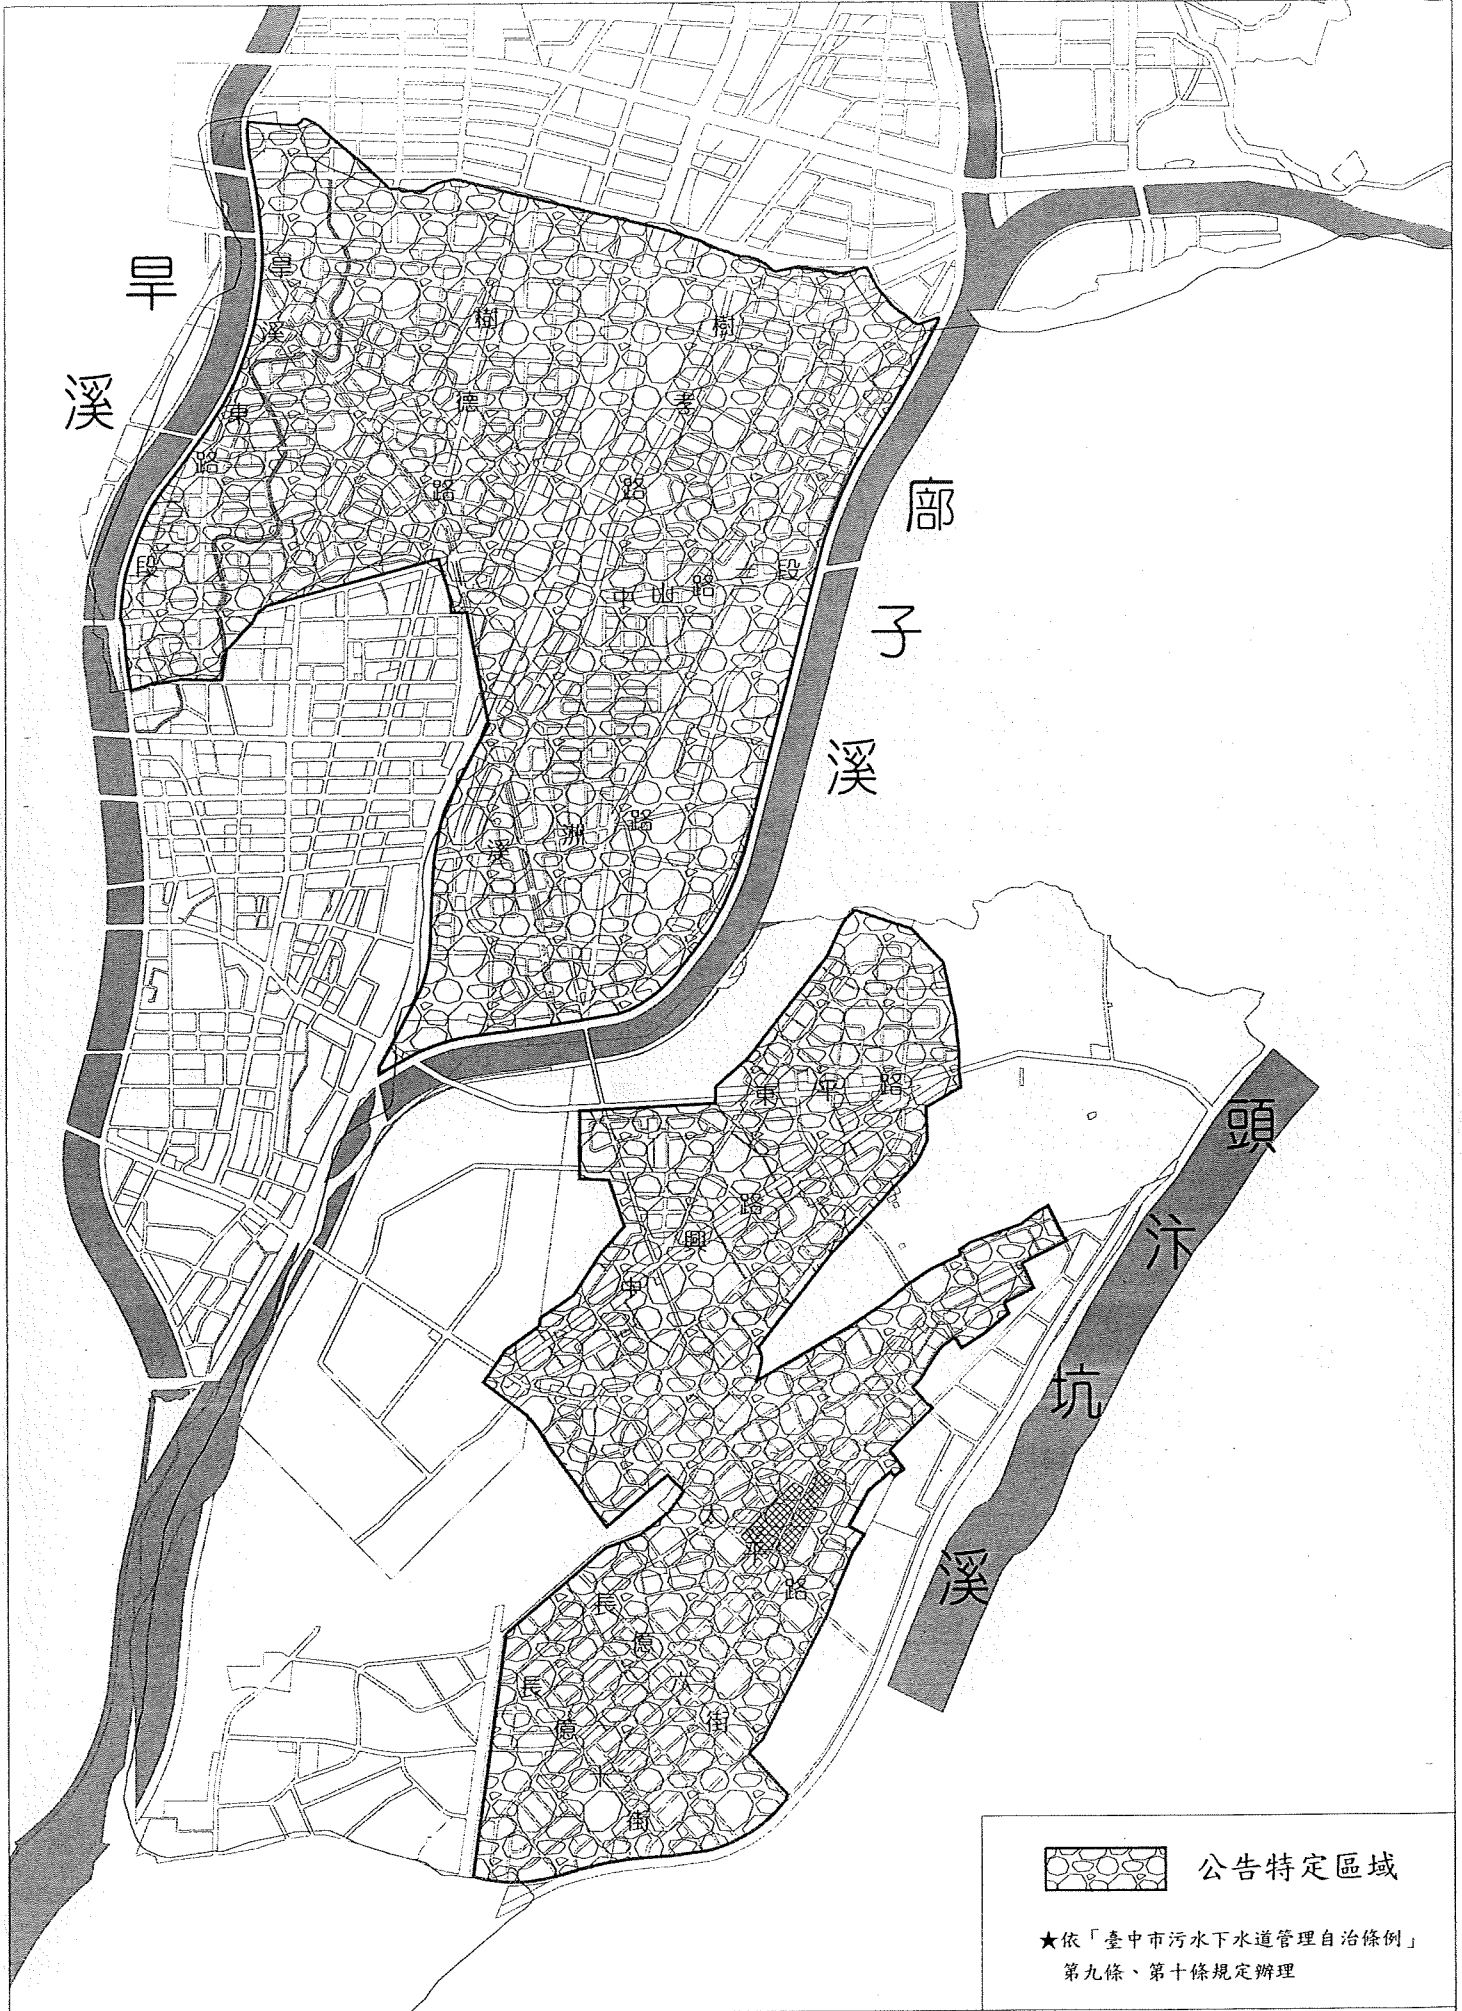 旱溪
旱溪東路二段
樹德路
樹孝路
中山路二段
廍子溪
溪洲路
東平路
中興路
頭汴坑溪
太平路
長億六街
長億十街
公告特定區域
★依「臺中市污水下水道管理自治條例」
第九條、第十條規定辦理